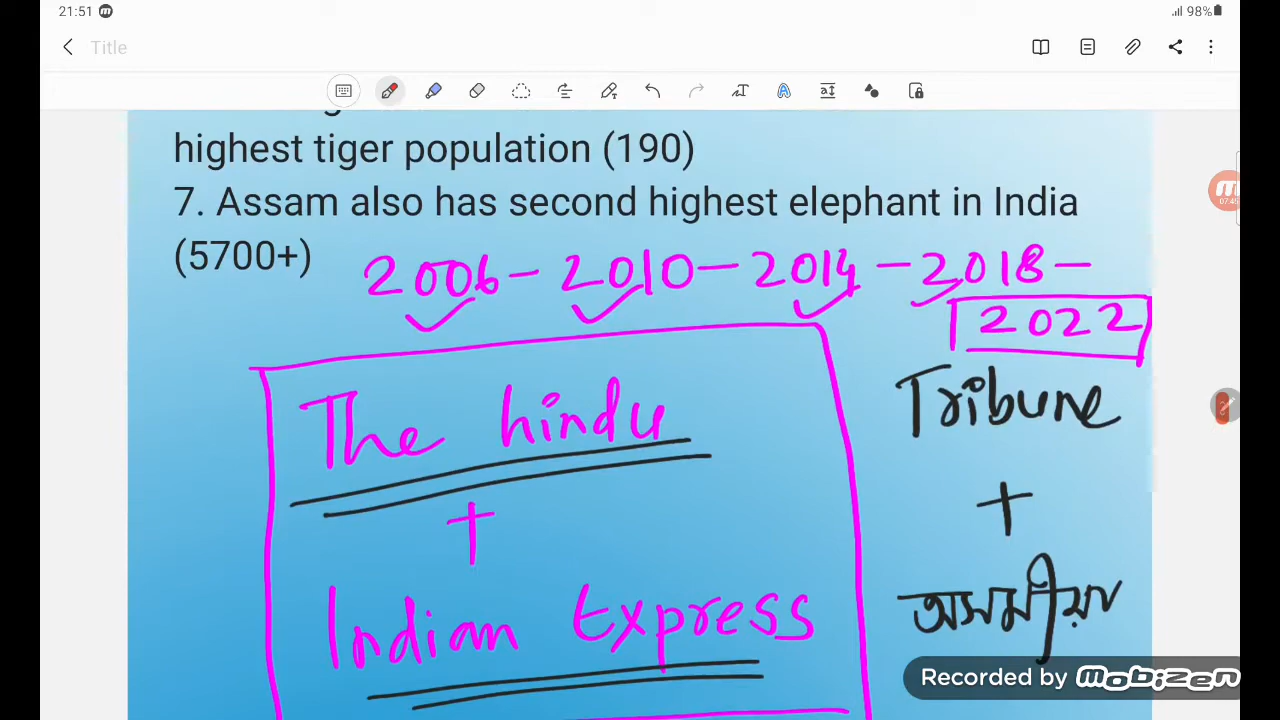 21:51
98%
Title
highest tiger population (190)
7. Assam also has second highest elephant in India
(5700+)
2006 - 2010 - 2014 - 2018 -
2022
The hindu
+
Indian Express
Tribune
+
অসমীয়া
Recorded by mobizen